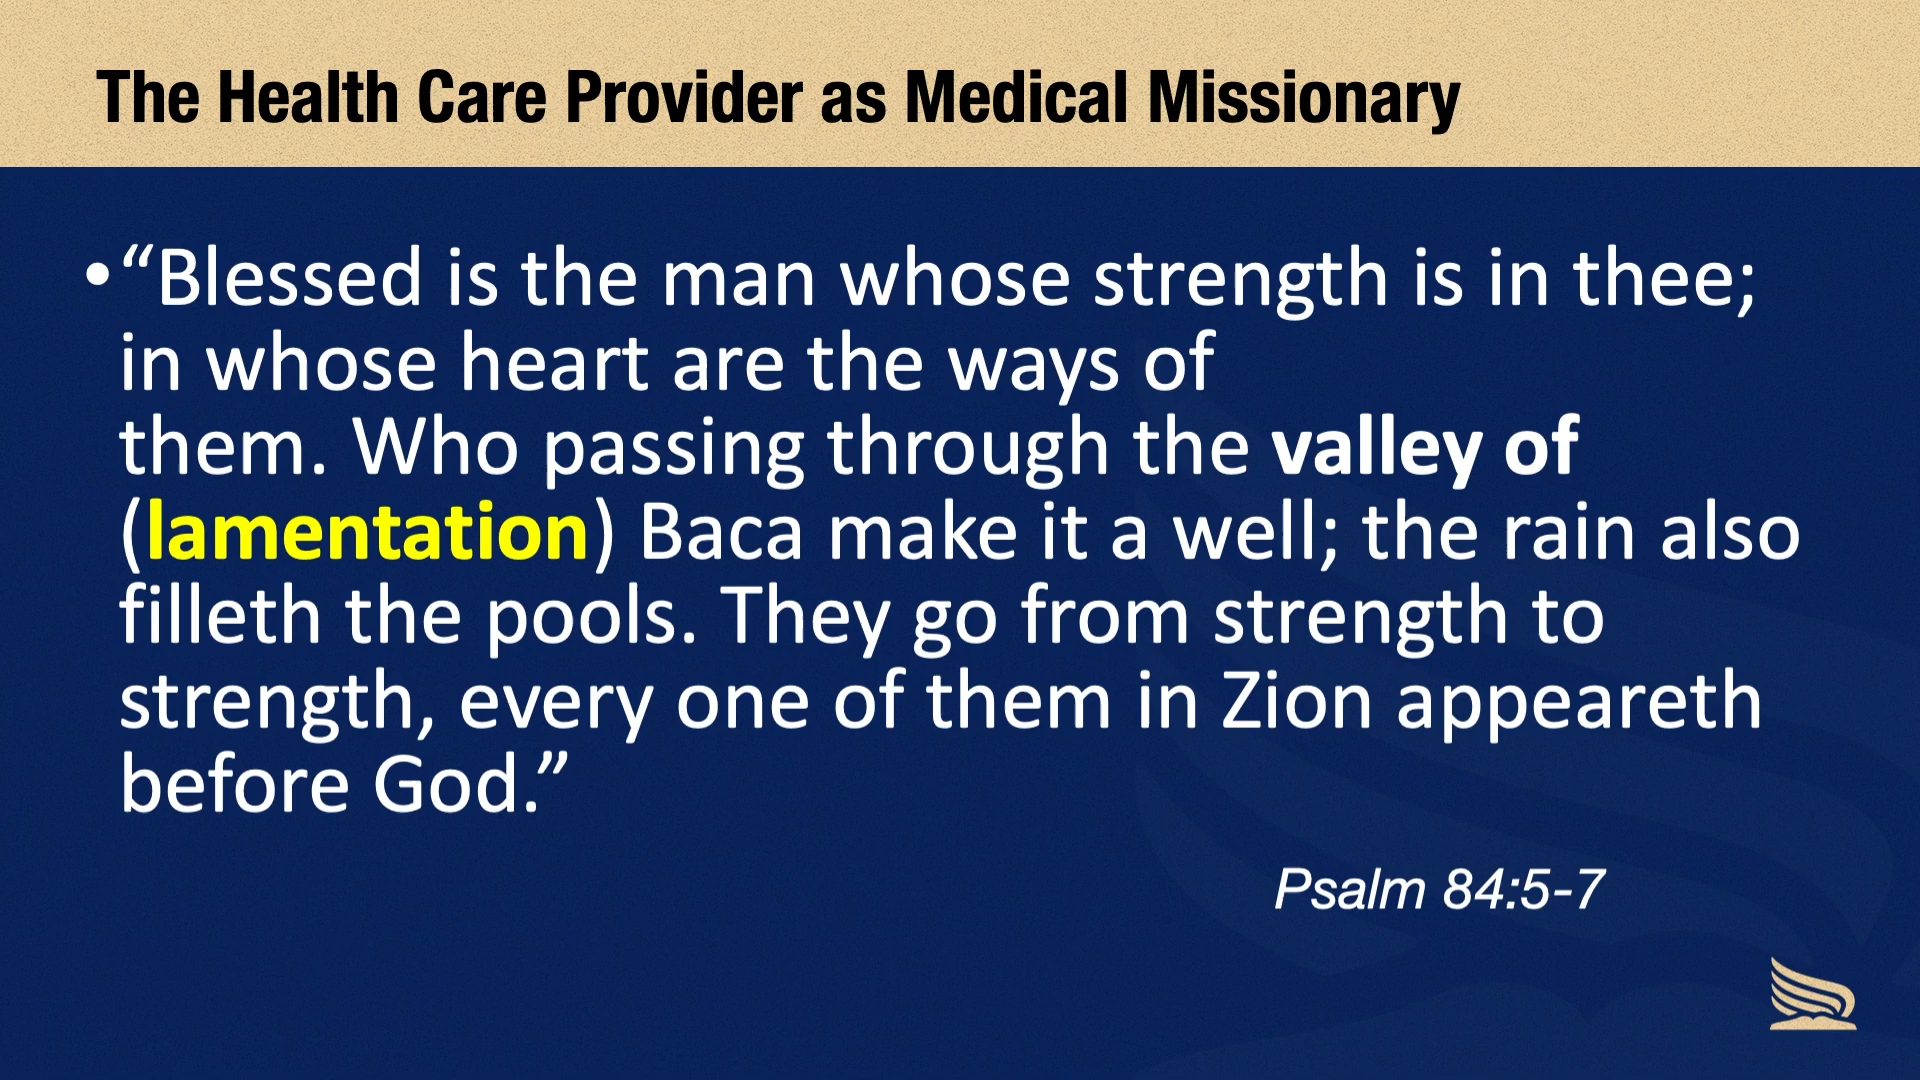 The Health Care Provider as Medical Missionary
• “Blessed is the man whose strength is in thee;
in whose heart are the ways of
them. Who passing through the valley of
(lamentation) Baca make it a well; the rain also
filleth the pools. They go from strength to
strength, every one of them in Zion appeareth
before God.”
Psalm 84:5-7